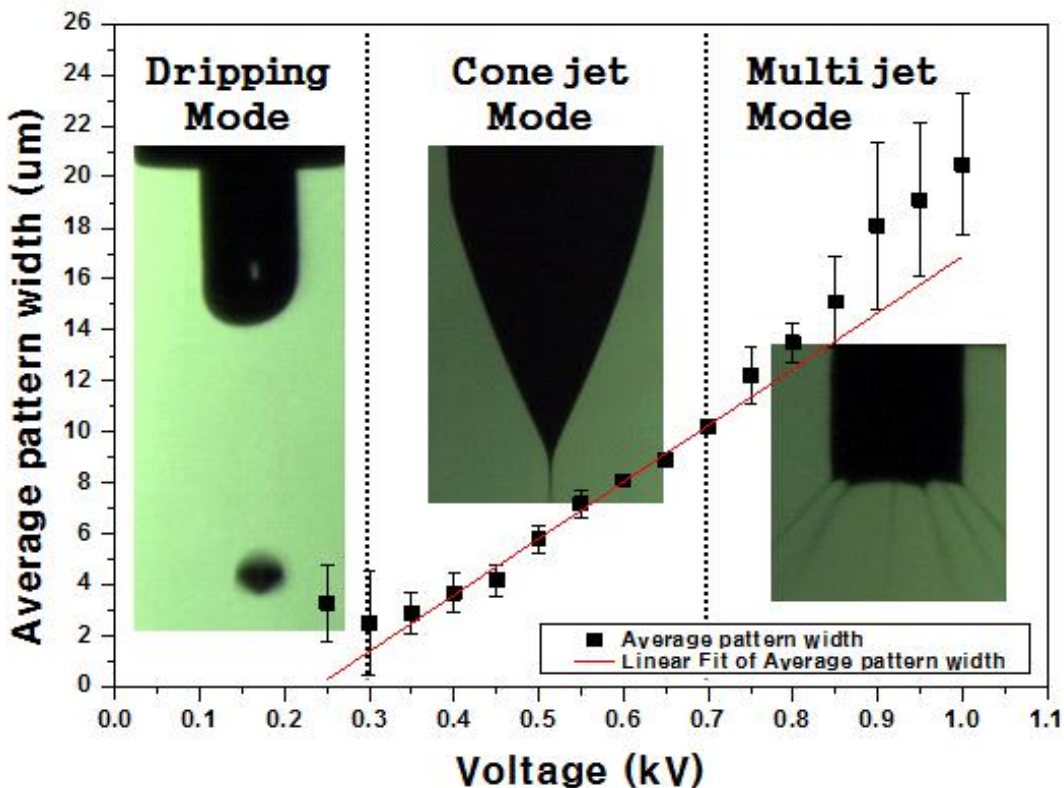 Dripping
Mode
Cone jet
Mode
Multi jet
Mode
Average pattern width (um)
26
24
22
20
18
16
14
12
10
8
6
4
2
0
Average pattern width
Linear Fit of Average pattern width
0.0 0.1 0.2 0.3 0.4 0.5 0.6 0.7 0.8 0.9 1.0 1.1
Voltage (kV)